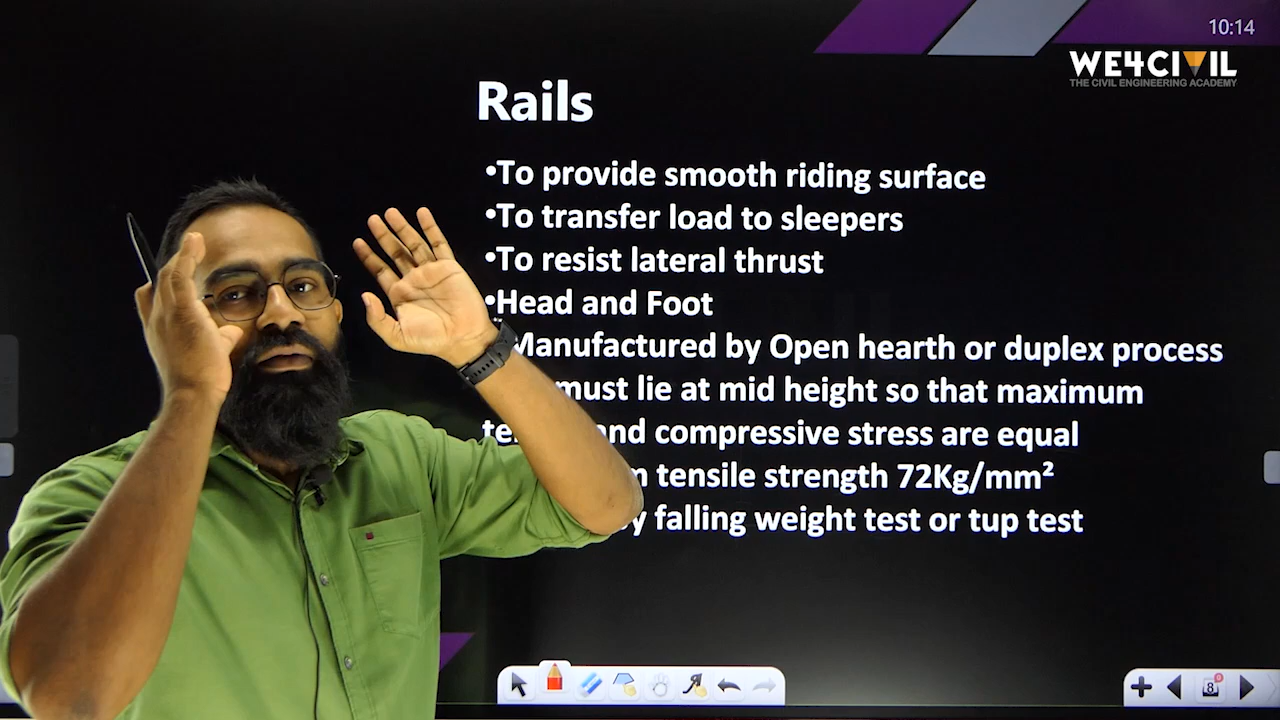 10:14
WE4CIVIL
THE CIVIL ENGINEERING ACADEMY
Rails
•To provide smooth riding surface
•To transfer load to sleepers
•To resist lateral thrust
•Head and Foot
Manufactured by Open hearth or duplex process
must lie at mid height so that maximum
and compressive stress are equal
tensile strength 72Kg/mm²
by falling weight test or tup test
8